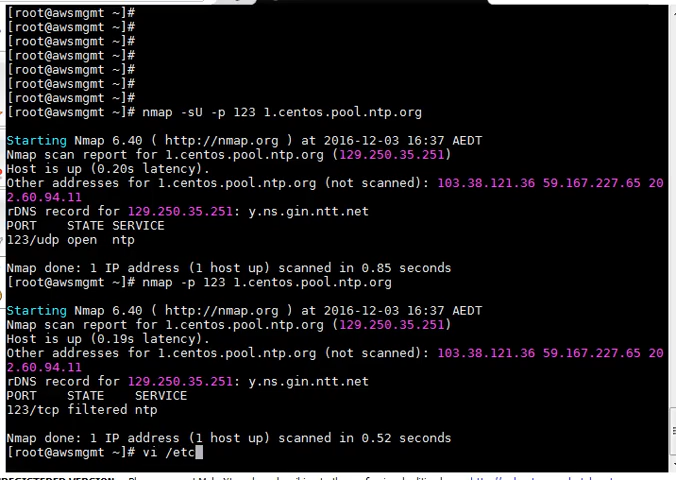 [root@awsmgmt ~]#
[root@awsmgmt ~]#
[root@awsmgmt ~]#
[root@awsmgmt ~]#
[root@awsmgmt ~]#
[root@awsmgmt ~]#
[root@awsmgmt ~]#
[root@awsmgmt ~]# nmap -sU -p 123 1.centos.pool.ntp.org
Starting Nmap 6.40 ( http://nmap.org ) at 2016-12-03 16:37 AEDT
Nmap scan report for 1.centos.pool.ntp.org (129.250.35.251)
Host is up (0.20s latency).
Other addresses for 1.centos.pool.ntp.org (not scanned): 103.38.121.36 59.167.227.65 20
2.60.94.11
rDNS record for 129.250.35.251: y.ns.gin.ntt.net
PORT    STATE SERVICE
123/udp open  ntp
Nmap done: 1 IP address (1 host up) scanned in 0.85 seconds
[root@awsmgmt ~]# nmap -p 123 1.centos.pool.ntp.org
Starting Nmap 6.40 ( http://nmap.org ) at 2016-12-03 16:37 AEDT
Nmap scan report for 1.centos.pool.ntp.org (129.250.35.251)
Host is up (0.19s latency).
Other addresses for 1.centos.pool.ntp.org (not scanned): 103.38.121.36 59.167.227.65 20
2.60.94.11
rDNS record for 129.250.35.251: y.ns.gin.ntt.net
PORT    STATE    SERVICE
123/tcp filtered ntp
Nmap done: 1 IP address (1 host up) scanned in 0.52 seconds
[root@awsmgmt ~]# vi /etc